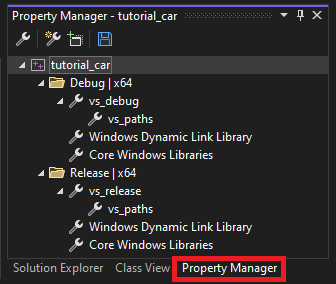 Property Manager - tutorial_car
tutorial_car
Debug | x64
vs_debug
vs_paths
Windows Dynamic Link Library
Core Windows Libraries
Release | x64
vs_release
vs_paths
Windows Dynamic Link Library
Core Windows Libraries
Solution Explorer Class View Property Manager